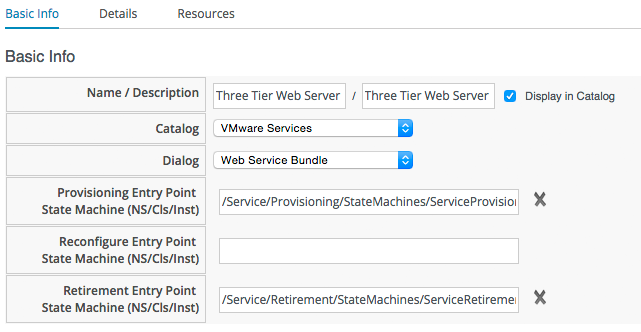 Basic Info Details Resources
Basic Info
Name / Description Three Tier Web Server / Three Tier Web Server Display in Catalog
Catalog VMware Services
Dialog Web Service Bundle
Provisioning Entry Point
State Machine (NS/Cls/Inst) /Service/Provisioning/StateMachines/ServiceProvision
Reconfigure Entry Point
State Machine (NS/Cls/Inst)
Retirement Entry Point
State Machine (NS/Cls/Inst) /Service/Retirement/StateMachines/ServiceRetireme